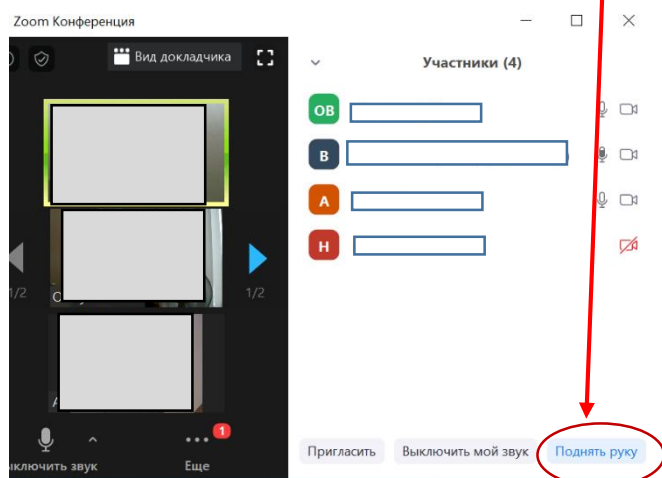 Zoom Конференция
Вид докладчика
Участники (4)
ОВ
В
А
Н
1/2
1/2
1
ключить звук
Еще
Пригласить
Выключить мой звук
Поднять руку